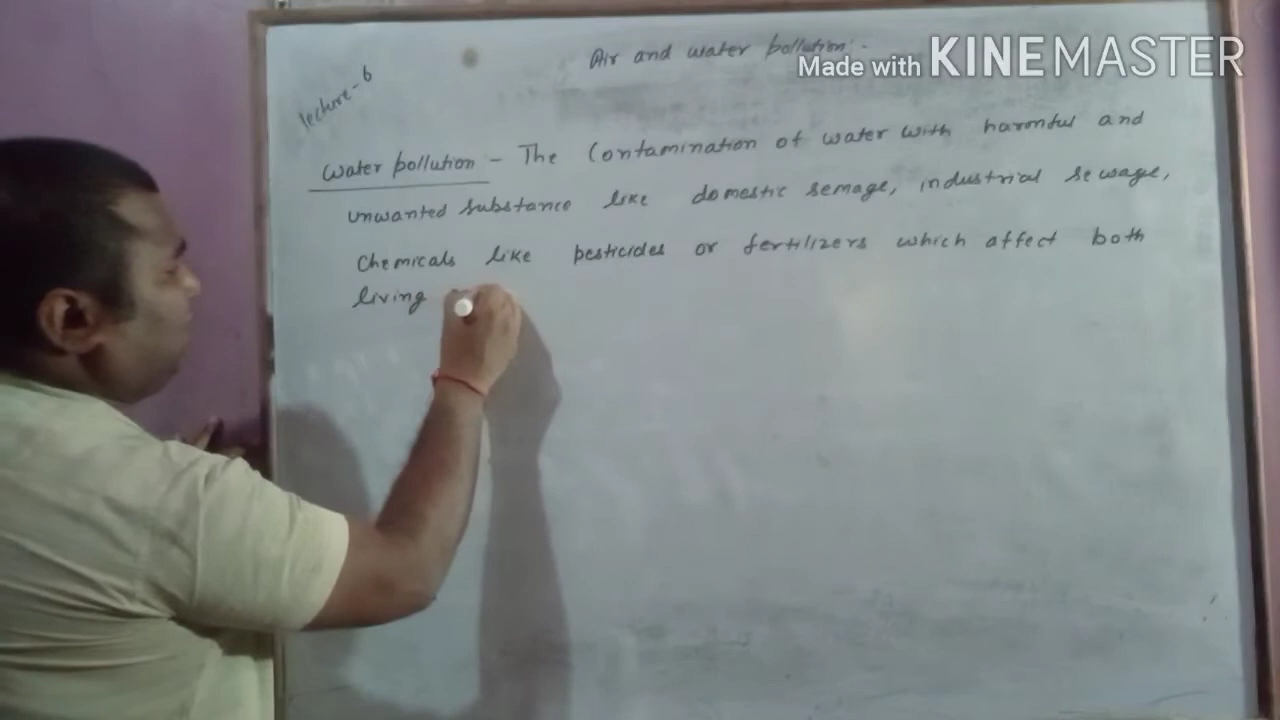 Air and water pollution :-
Made with KINEMASTER
lecture - 6
water pollution - The Contamination of water with harmful and
unwanted substance like domestic semage, industrial sewage,
chemicals like pesticides or fertilizers which affect both
living